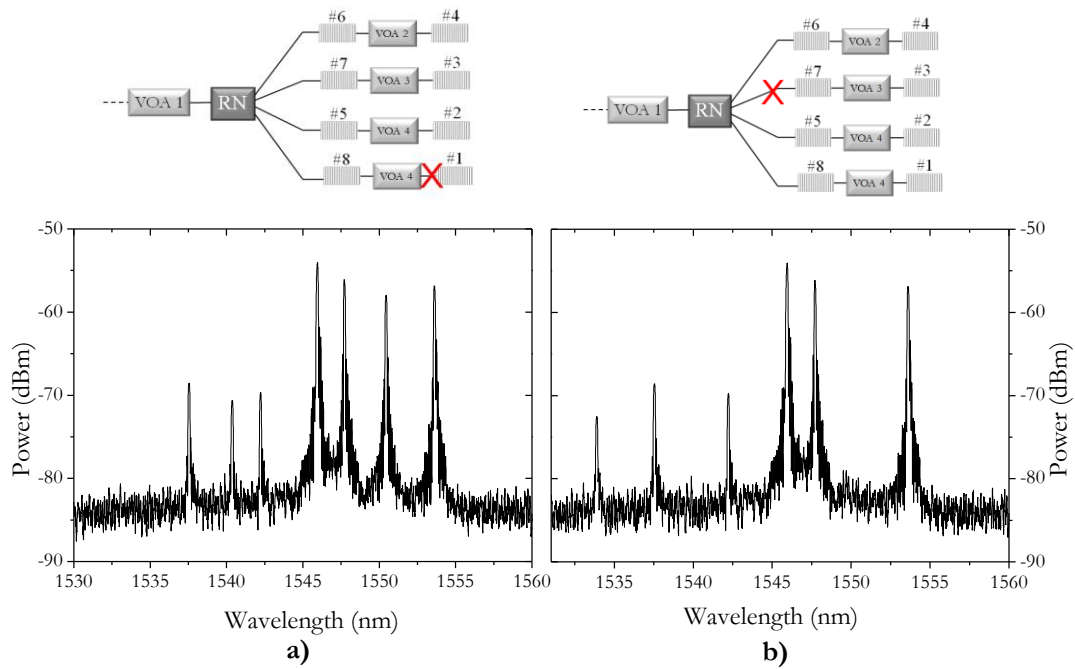 #6 #4
VOA 2
#7 #3
VOA 1 RN VOA 3
#5 #2
VOA 4
#8 #1
VOA 4 X
#6 #4
VOA 2
#7 #3
X VOA 3
VOA 1 RN
#5 #2
VOA 4
#8 #1
VOA 4
-50 -50
-60 -60
-70 -70
-80 -80
-90 -90
Power (dBm)
Power (dBm)
1530 1535 1540 1545 1550 1555 1560
1535 1540 1545 1550 1555 1560
Wavelength (nm)
Wavelength (nm)
a)
b)